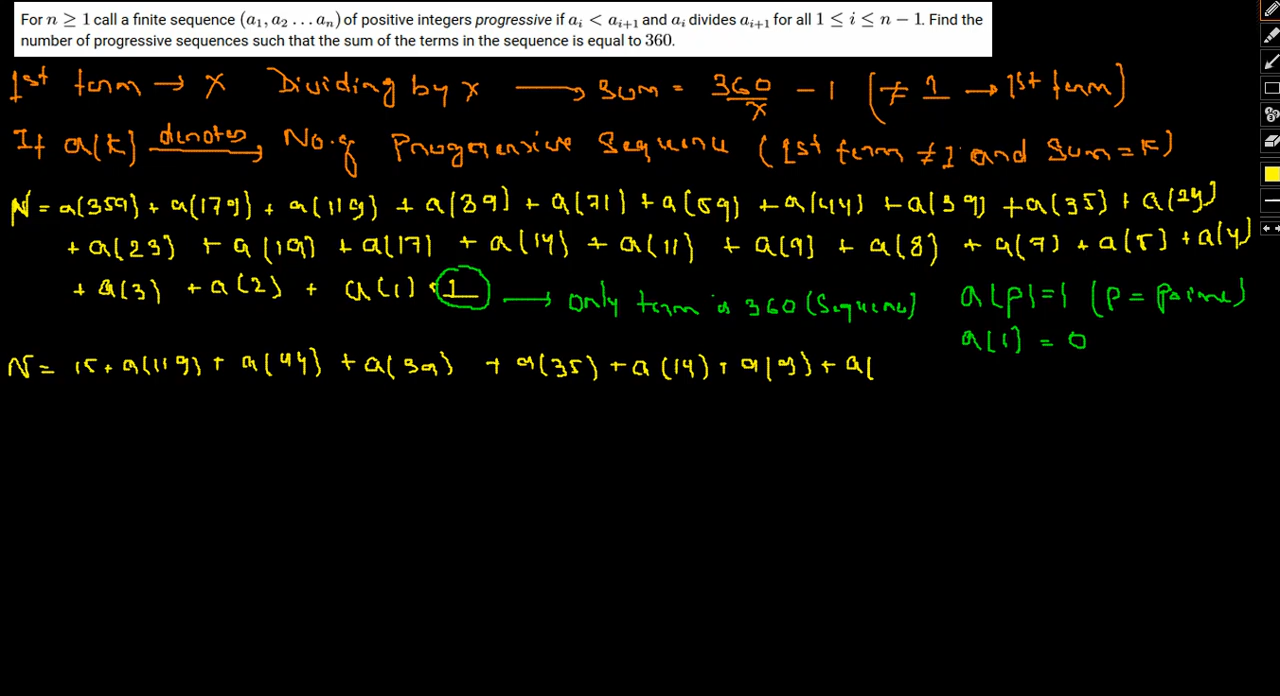 For n ≥ 1 call a finite sequence (a₁, a₂ … aₙ) of positive integers progressive if aᵢ < aᵢ₊₁ and aᵢ divides aᵢ₊₁ for all 1 ≤ i ≤ n − 1. Find the
number of progressive sequences such that the sum of the terms in the sequence is equal to 360.
1st term → x Dividing by x → sum = 360/x - 1 (≠ 1 → 1st term)
If a(k) denotes No. of Progressive Sequence (1st term ≠ 1 and Sum = k)
N = a(359) + a(179) + a(119) + a(89) + a(71) + a(59) + a(44) + a(39) + a(35) + a(29)
+ a(23) + a(19) + a(17) + a(14) + a(11) + a(9) + a(8) + a(7) + a(5) + a(4)
+ a(3) + a(2) + a(1) + 1 → only term is 360 (Sequence) a(p) = 1 (p = Prime)
a(1) = 0
N = 15 + a(119) + a(44) + a(39) + a(35) + a(14) + a(9) + a(